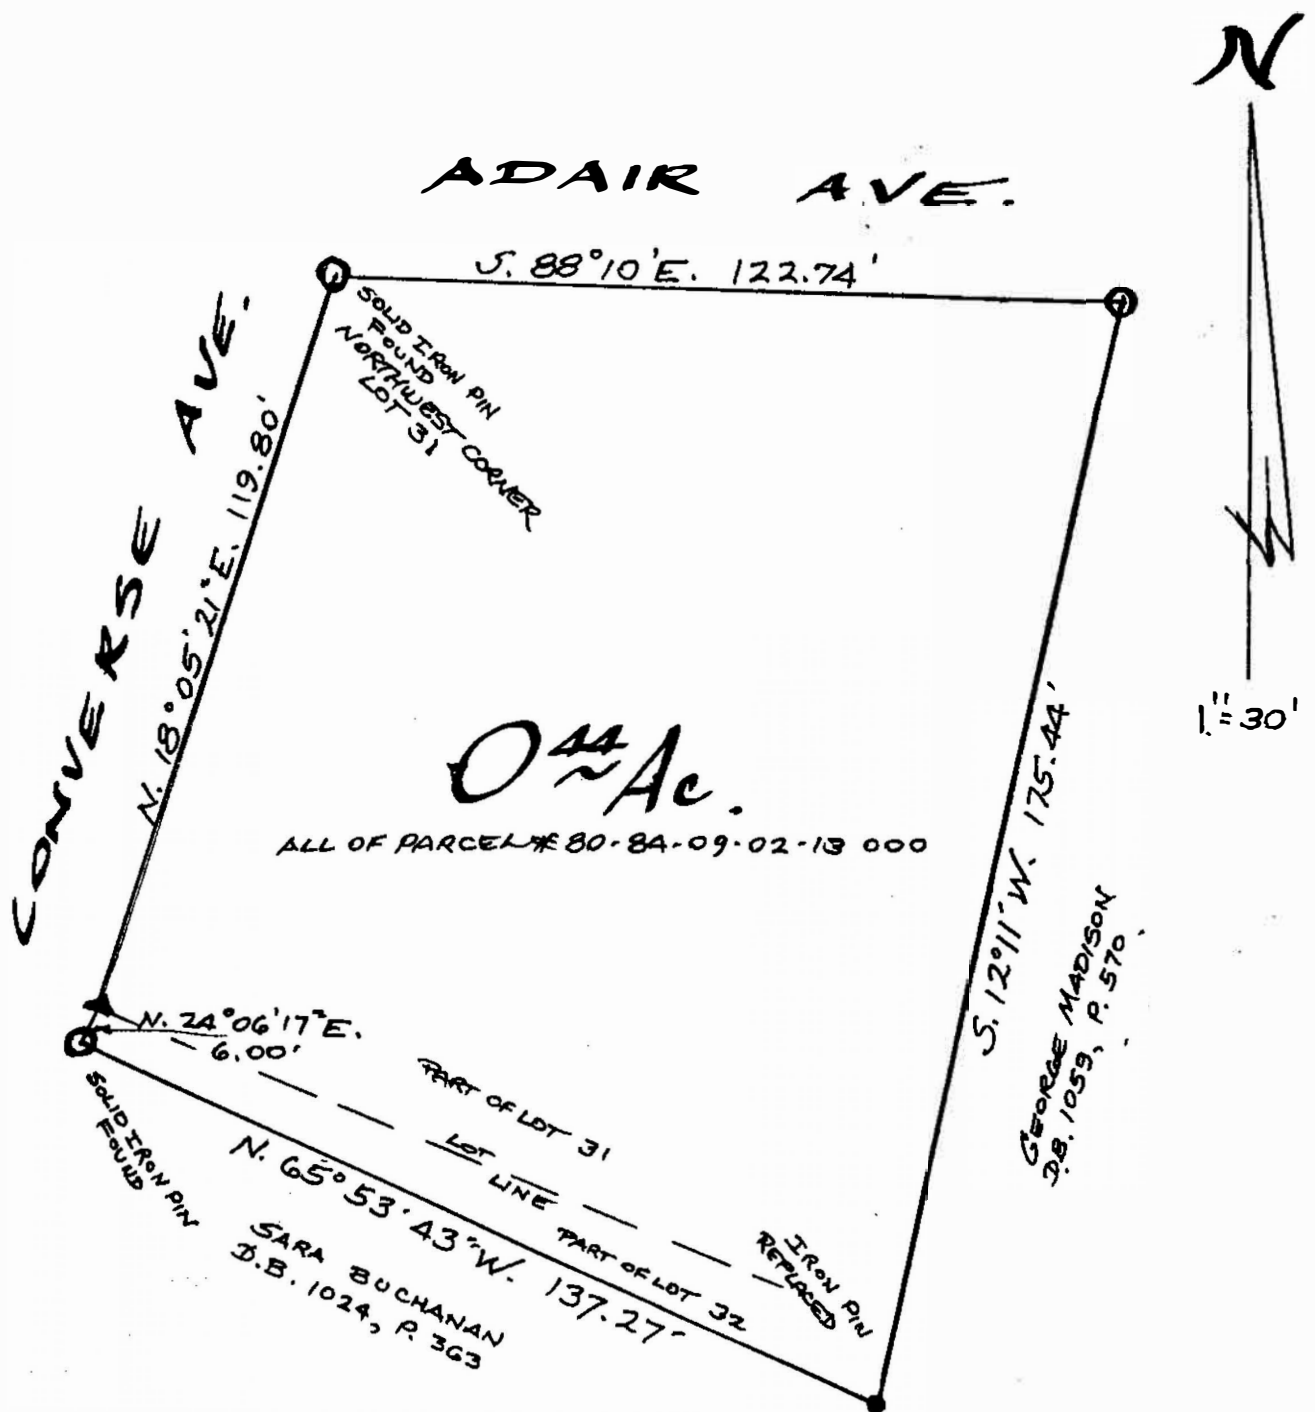 N
ADAIR AVE.
S. 88°10'E. 122.74'
CONVERSE AVE.
SOLID IRON PIN
FOUND
NORTHWEST CORNER
LOT 31
N. 18°05'21"E. 119.80'
1."=30'
0 44 Ac.
~
ALL OF PARCEL # 80-8A-09-02-13 000
S. 12°11'W. 175.44'
GEORGE MADISON
D.B. 1059, P. 570
N. 24°06'17"E.
6.00'
SOLID IRON PIN
FOUND
PART OF LOT 31
LOT
LINE
N. 65°53'43"W. 137.27'
PART OF LOT 32
IRON PIN
REPLACED
SARA BUCHANAN
D.B. 1024, P. 363